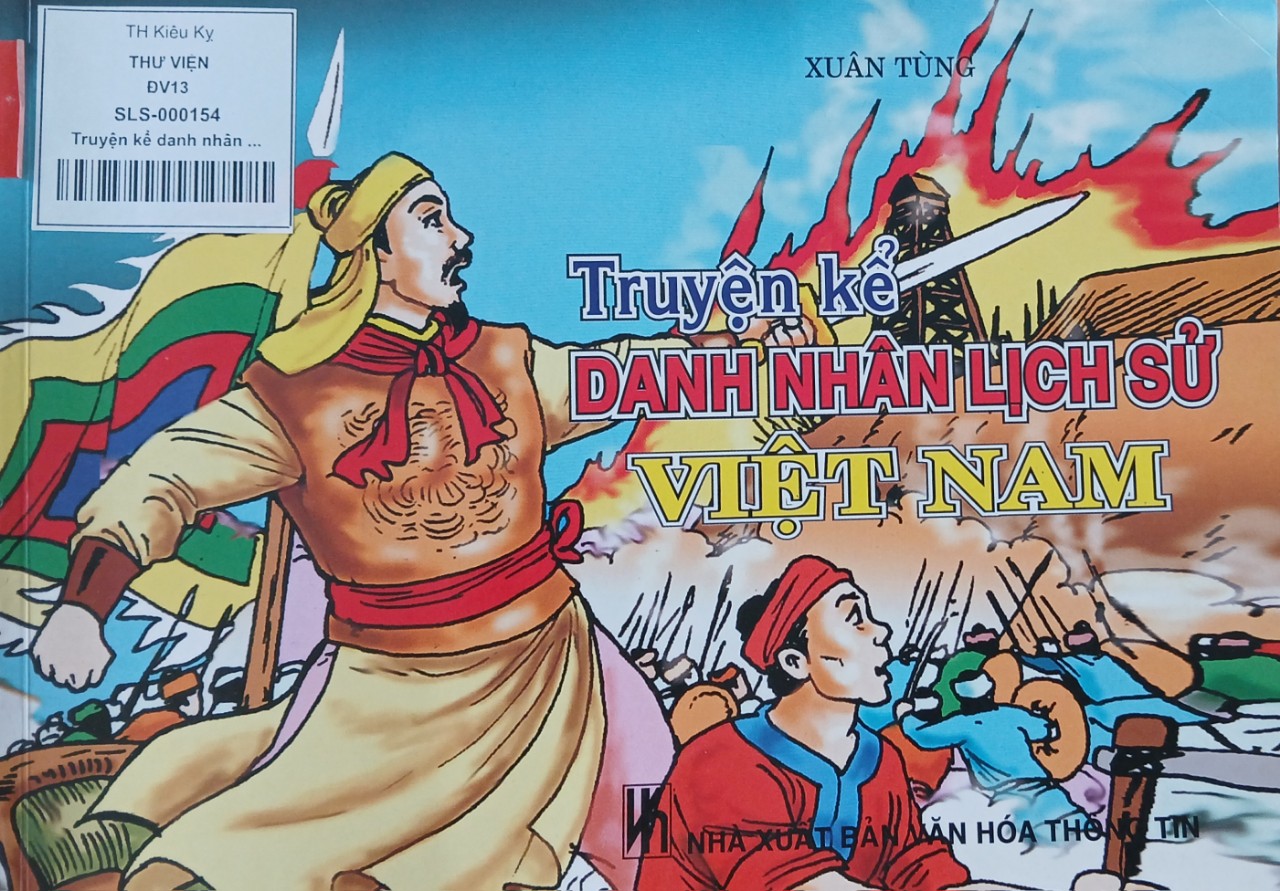 TH Kiêu Kỵ
THƯ VIỆN
ĐV13
SLS-000154
Truyện kể danh nhân ...
XUÂN TÙNG
Truyện kể
DANH NHÂN LỊCH SỬ
VIỆT NAM
NHÀ XUẤT BẢN VĂN HÓA THÔNG TIN